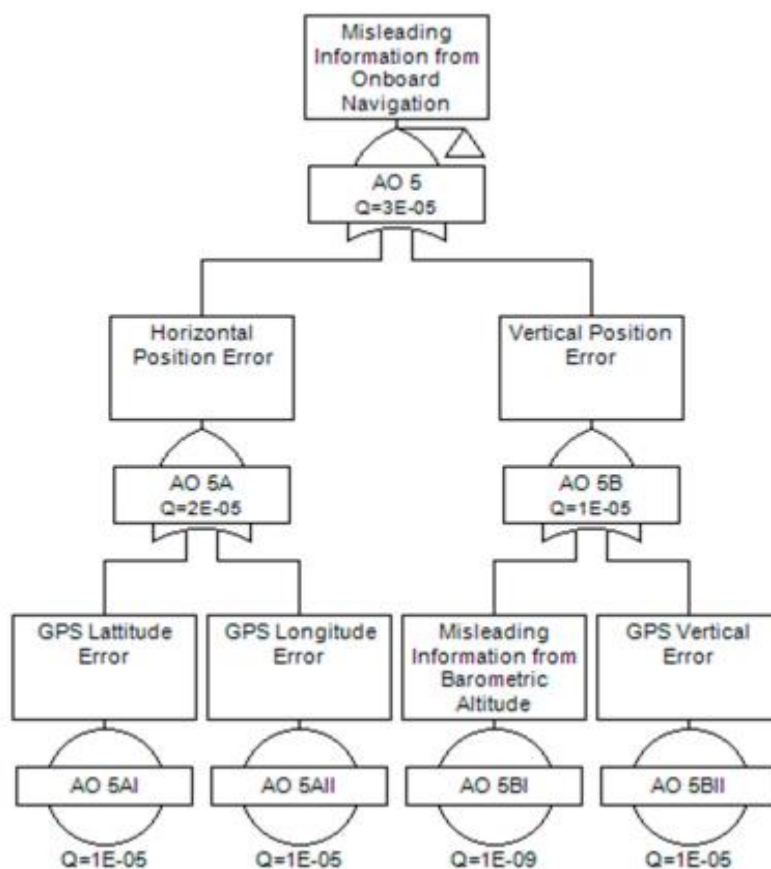 Misleading
Information from
Onboard
Navigation
AO 5
Q=3E-05
Horizontal
Position Error
Vertical Position
Error
AO 5A
Q=2E-05
AO 5B
Q=1E-05
GPS Lattitude
Error
GPS Longitude
Error
Misleading
Information from
Barometric
Altitude
GPS Vertical
Error
AO 5AI
AO 5AII
AO 5BI
AO 5BII
Q=1E-05
Q=1E-05
Q=1E-09
Q=1E-05